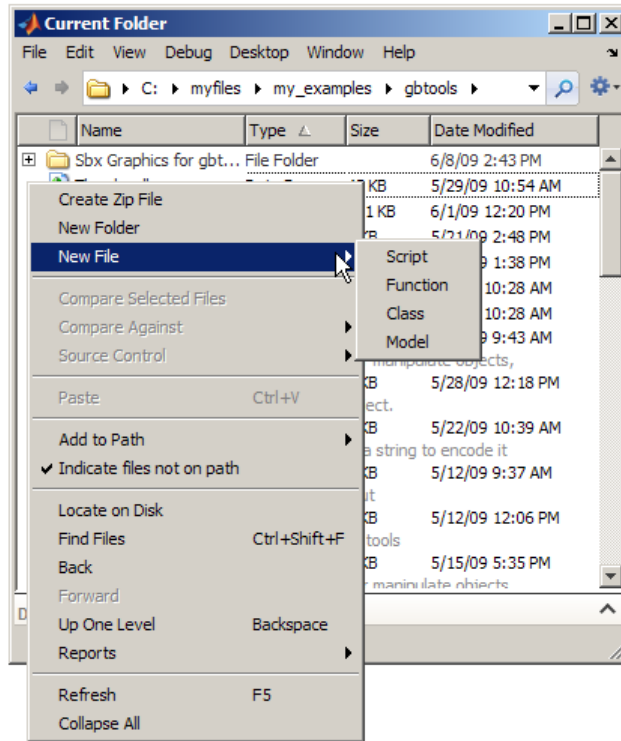 Current Folder
File Edit View Debug Desktop Window Help
C: myfiles my_examples gbtools
Name Type Size Date Modified
Sbx Graphics for gbt... File Folder 6/8/09 2:43 PM
KB 5/29/09 10:54 AM
Create Zip File
1 KB 6/1/09 12:20 PM
New Folder
KB 5/21/09 2:48 PM
New File
Script
1:38 PM
Function
10:28 AM
Class
10:28 AM
Model
9:43 AM
Compare Selected Files
Compare Against
Source Control
manipulate objects,
KB 5/28/09 12:18 PM
Paste Ctrl+V
ect.
KB 5/22/09 10:39 AM
Add to Path
a string to encode it
Indicate files not on path
KB 5/12/09 9:37 AM
ut
Locate on Disk
KB 5/12/09 12:06 PM
Find Files Ctrl+Shift+F
tools
Back
KB 5/15/09 5:35 PM
manipulate objects
Forward
D
Up One Level Backspace
Reports
Refresh F5
Collapse All